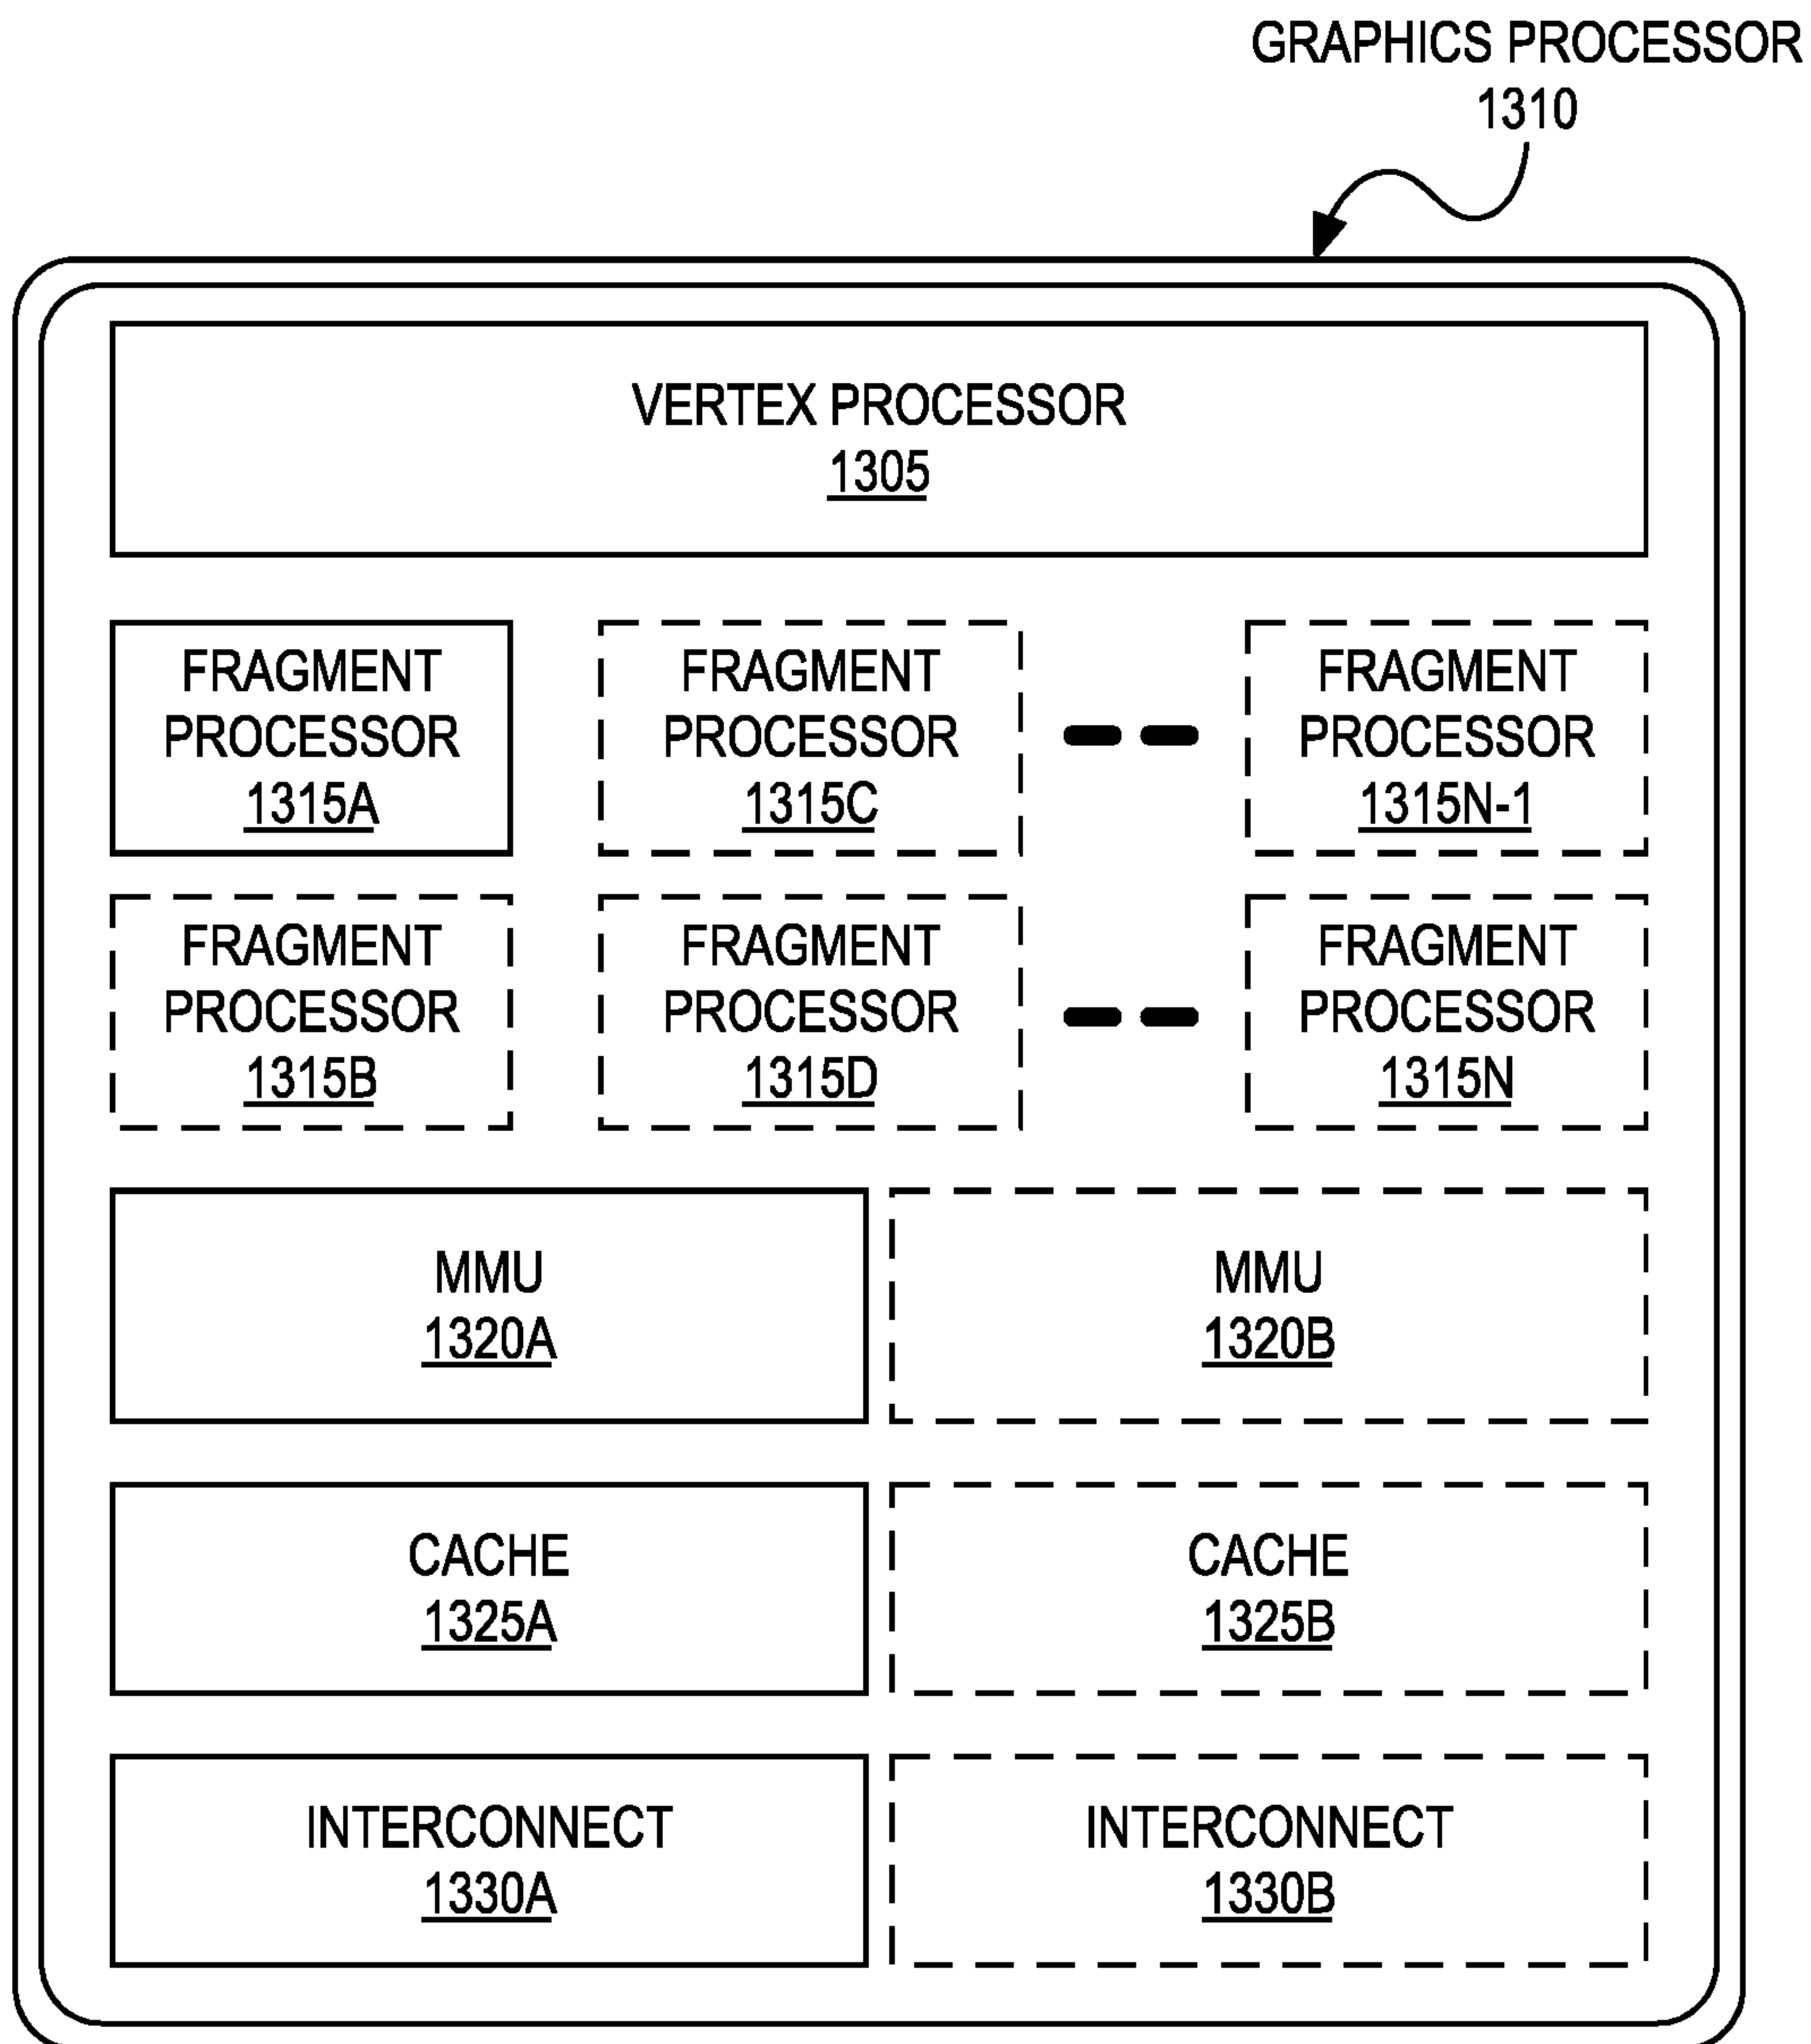 GRAPHICS PROCESSOR
1310
VERTEX PROCESSOR
1305
FRAGMENT
PROCESSOR
1315A
FRAGMENT
PROCESSOR
1315C
FRAGMENT
PROCESSOR
1315N-1
FRAGMENT
PROCESSOR
1315B
FRAGMENT
PROCESSOR
1315D
FRAGMENT
PROCESSOR
1315N
MMU
1320A
MMU
1320B
CACHE
1325A
CACHE
1325B
INTERCONNECT
1330A
INTERCONNECT
1330B